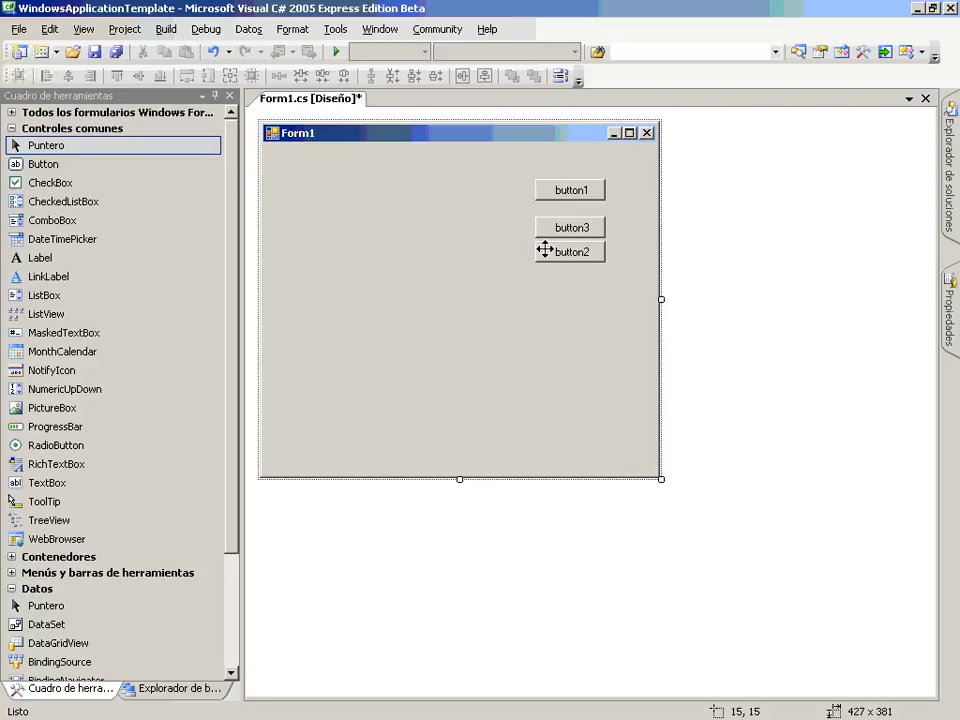 WindowsApplicationTemplate - Microsoft Visual C# 2005 Express Edition Beta
File Edit View Project Build Debug Datos Format Tools Window Community Help
Cuadro de herramientas
Form1.cs [Diseño]*
Todos los formularios Windows For...
Controles comunes
Puntero
Button
CheckBox
CheckedListBox
ComboBox
DateTimePicker
Label
LinkLabel
ListBox
ListView
MaskedTextBox
MonthCalendar
NotifyIcon
NumericUpDown
PictureBox
ProgressBar
RadioButton
RichTextBox
TextBox
ToolTip
TreeView
WebBrowser
Contenedores
Menús y barras de herramientas
Datos
Puntero
DataSet
DataGridView
BindingSource
BindingNavigator
Cuadro de herra...
Explorador de b...
Form1
button1
button3
button2
Explorador de soluciones
Propiedades
Listo
15, 15
427 x 381